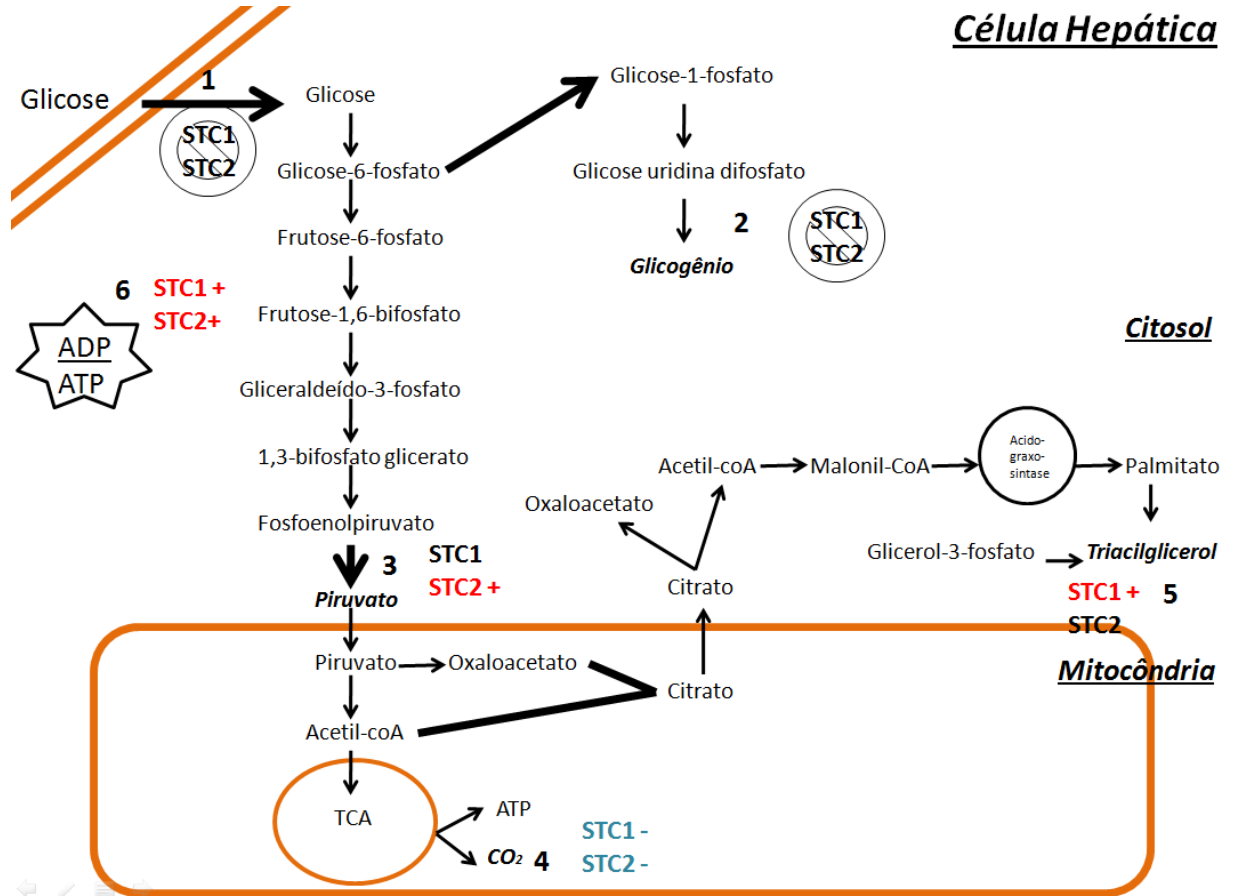 Célula Hepática
Glicose
1
STC1
STC2
Glicose
Glicose-6-fosfato
Frutose-6-fosfato
Frutose-1,6-bifosfato
Gliceraldeído-3-fosfato
1,3-bifosfato glicerato
Fosfoenolpiruvato
3
STC1
STC2 +
Piruvato
Glicose-1-fosfato
Glicose uridina difosfato
2
STC1
STC2
Glicogênio
6
STC1 +
STC2+
ADP
ATP
Citosol
Acetil-coA
Malonil-CoA
Acido-
graxo-
sintase
Palmitato
Oxaloacetato
Glicerol-3-fosfato
Triacilglicerol
STC1 +
5
STC2
Citrato
Mitocôndria
Piruvato
Oxaloacetato
Citrato
Acetil-coA
TCA
ATP
CO₂
4
STC1 -
STC2 -